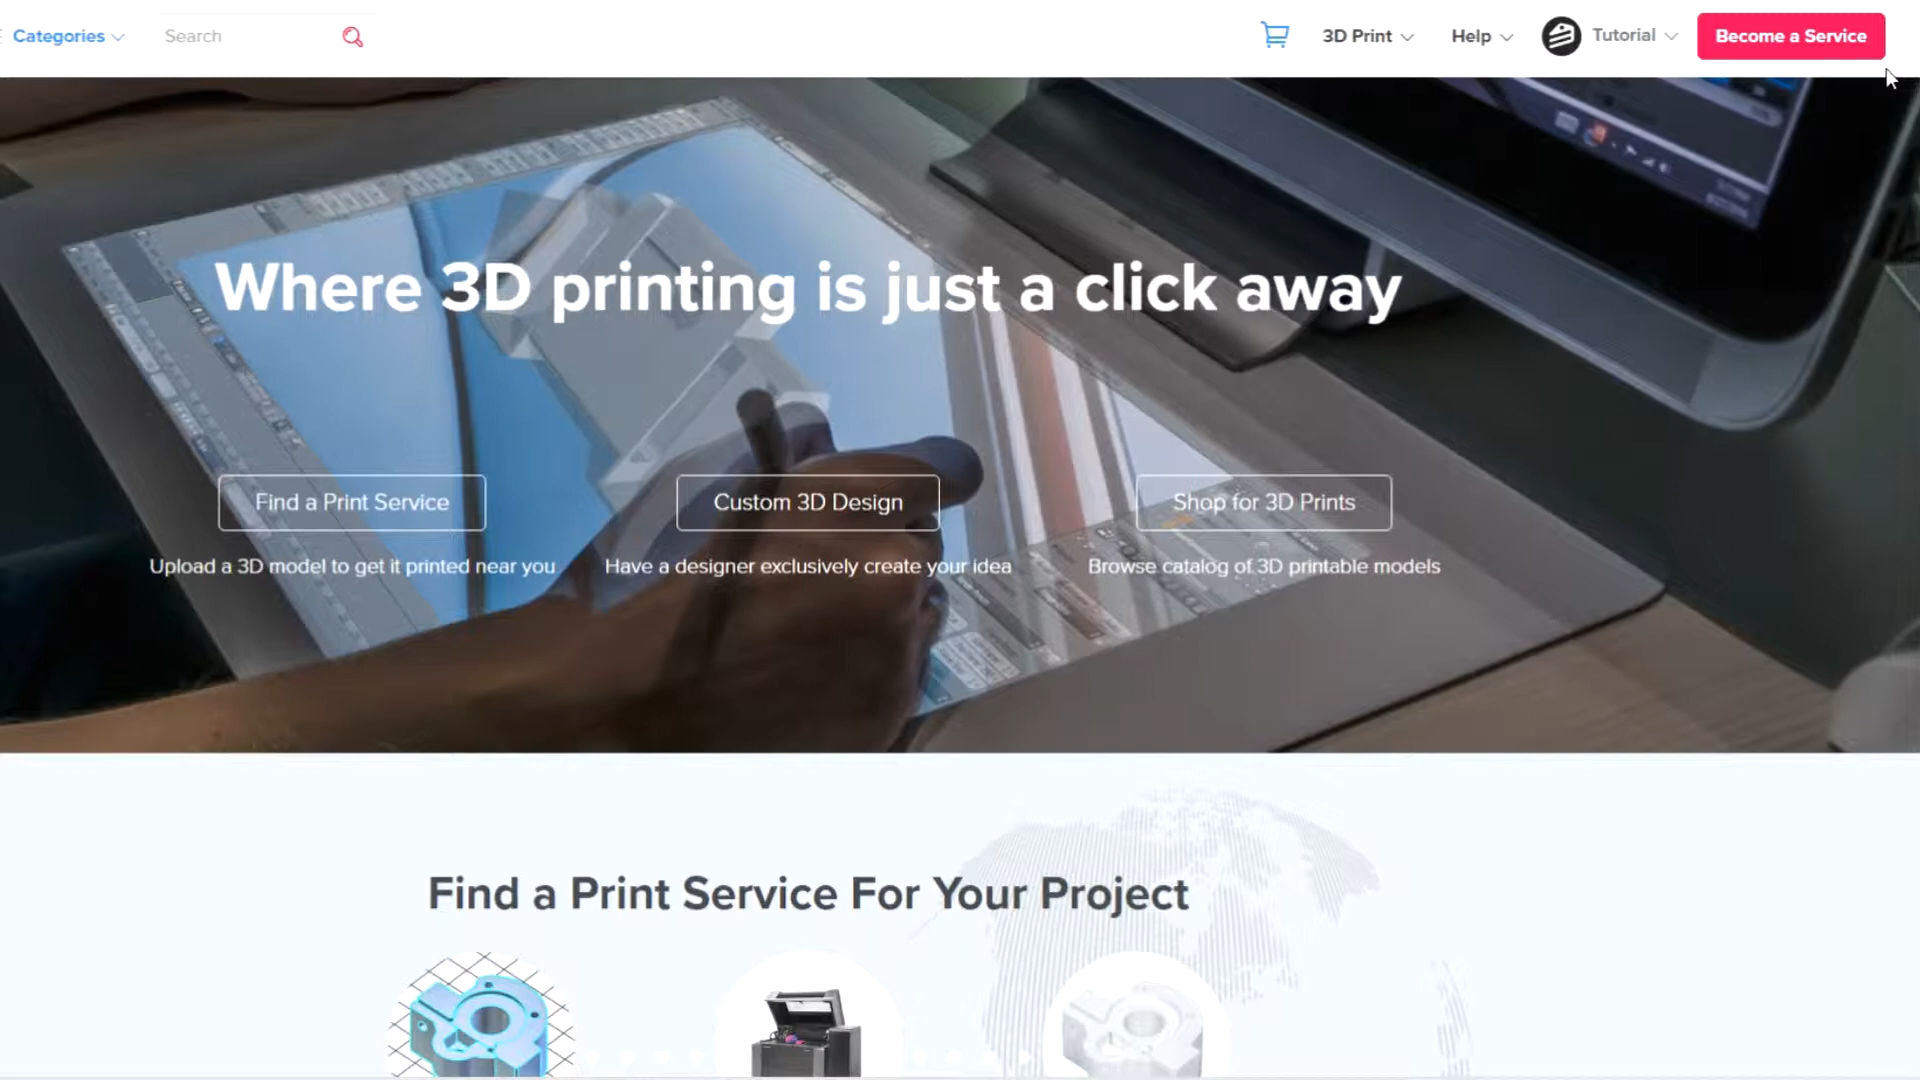 Categories
Search
3D Print
Help
Tutorial
Become a Service
Where 3D printing is just a click away
Find a Print Service
Custom 3D Design
Shop for 3D Prints
Upload a 3D model to get it printed near you
Have a designer exclusively create your idea
Browse catalog of 3D printable models
Find a Print Service For Your Project